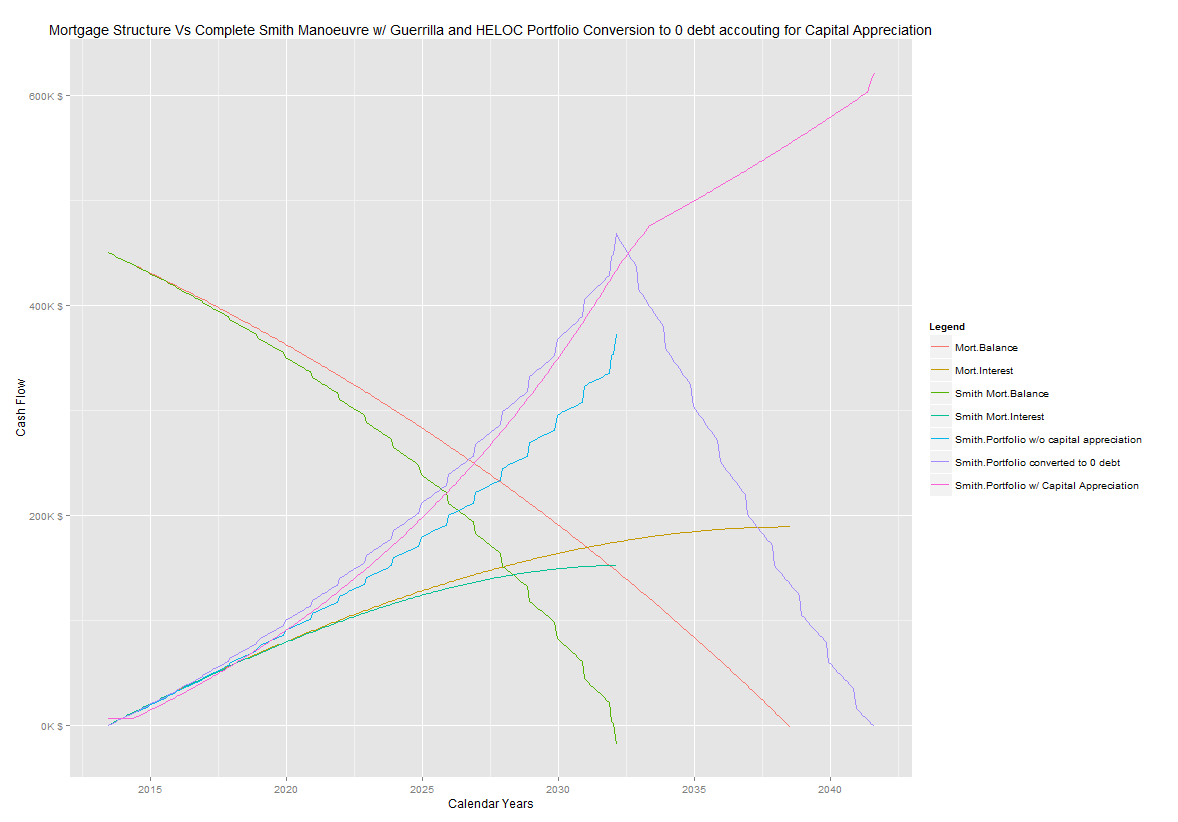 Mortgage Structure Vs Complete Smith Manoeuvre w/ Guerrilla and HELOC Portfolio Conversion to 0 debt accouting for Capital Appreciation
600K $
400K $
200K $
0K $
Cash Flow
2015
2020
2025
2030
2035
2040
Calendar Years
Legend
Mort.Balance
Mort.Interest
Smith Mort.Balance
Smith Mort.Interest
Smith.Portfolio w/o capital appreciation
Smith.Portfolio converted to 0 debt
Smith.Portfolio w/ Capital Appreciation